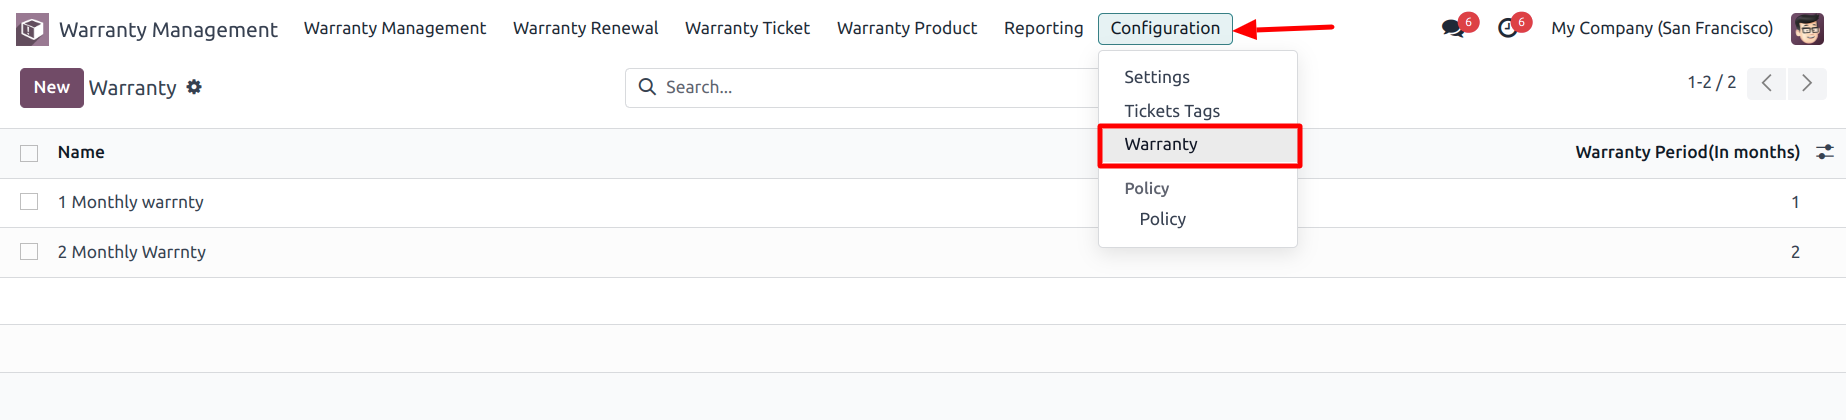 Warranty Management Warranty Management Warranty Renewal Warranty Ticket Warranty Product Reporting Configuration 6 6 My Company (San Francisco)
New Warranty Search... 1-2 / 2
Settings
Tickets Tags
Warranty
Policy
Policy
Name Warranty Period(In months)
1 Monthly warrnty 1
2 Monthly Warrnty 2